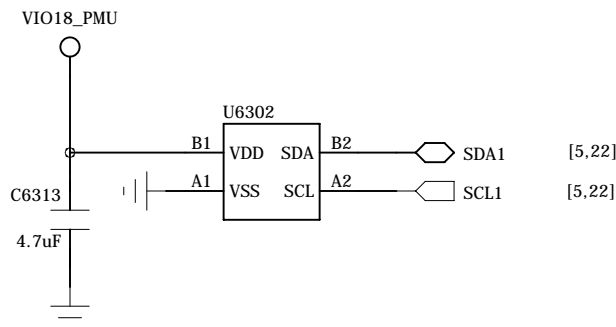 VIO18_PMU
U6302
B1 VDD SDA B2 SDA1 [5,22]
A1 VSS SCL A2 SCL1 [5,22]
C6313
4.7uF